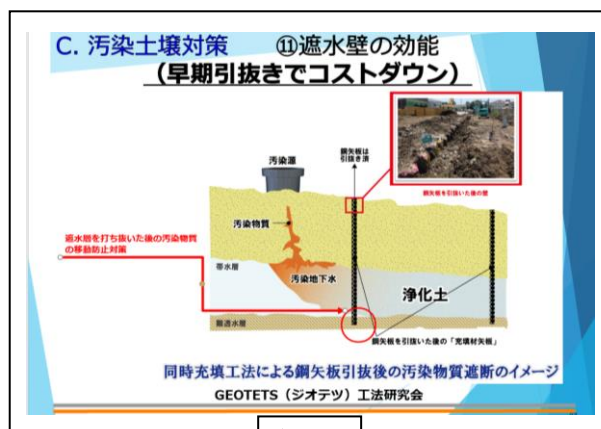 C. 汚染土壌対策　⑪遮水壁の効能
（早期引抜きでコストダウン）
鋼矢板は
引抜き済
汚染源
鋼矢板を引抜いた後の壁
汚染物質
遮水層を打ち抜いた後の汚染物質
の移動防止対策
帯水層
汚染地下水
浄化土
難透水層
鋼矢板を引抜いた後の「充填材矢板」
同時充填工法による鋼矢板引抜後の汚染物質遮断のイメージ
GEOTETS（ジオテツ）工法研究会